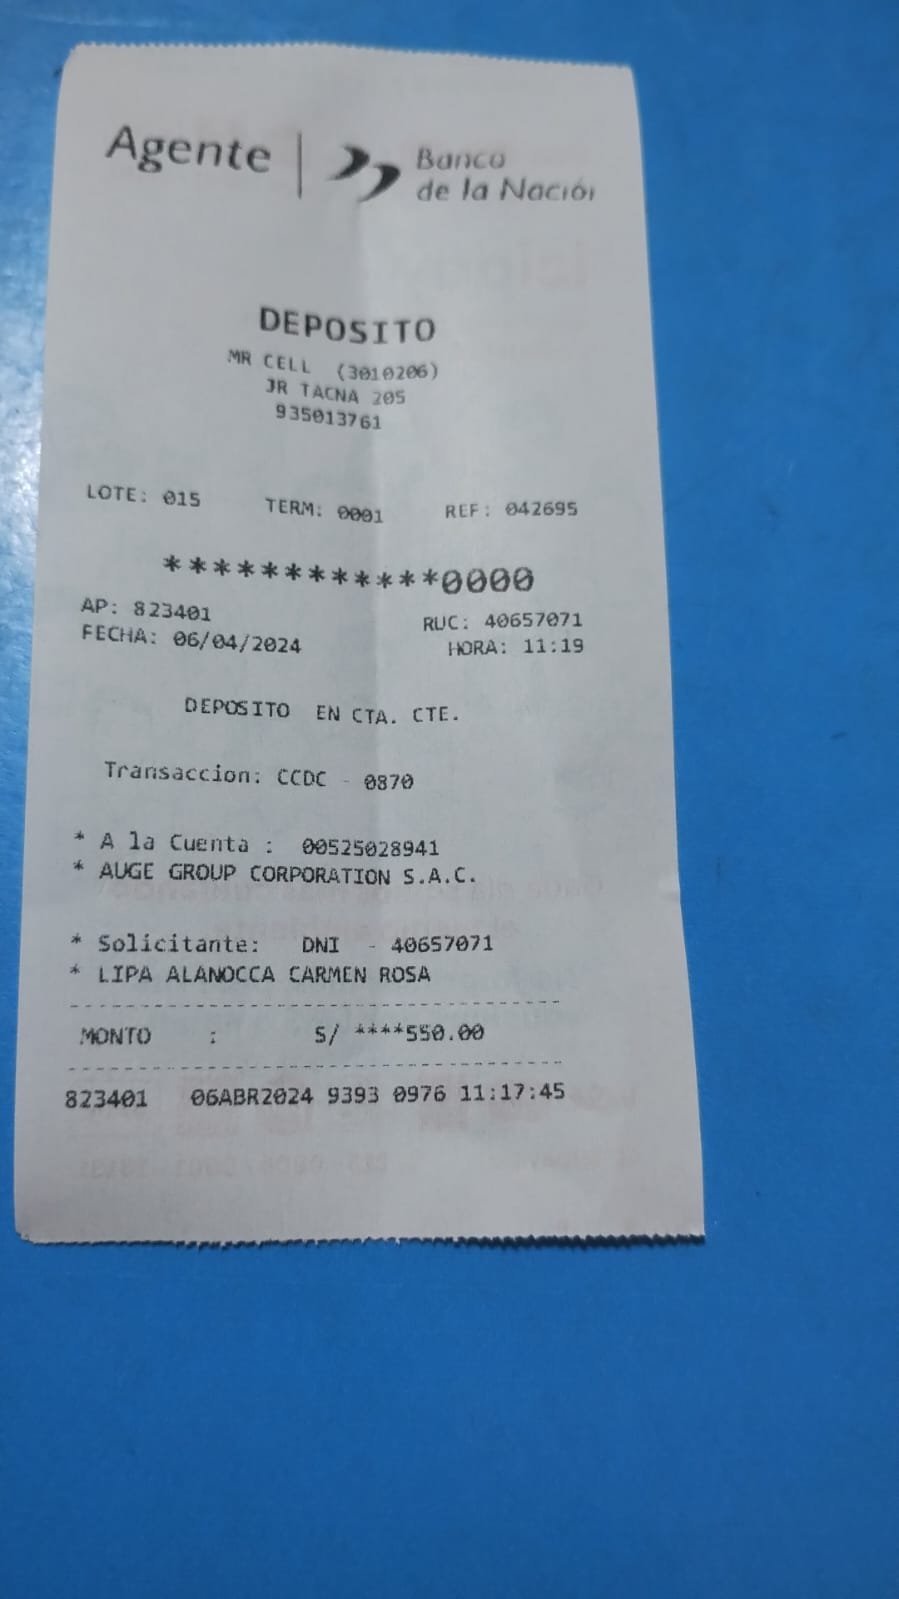 Agente | Banco
de la Nación
DEPOSITO
MR CELL (3010206)
JR TACNA 205
935013761
LOTE: 015 TERM: 0001 REF: 042695
************0000
AP: 823401 RUC: 40657071
FECHA: 06/04/2024 HORA: 11:19
DEPOSITO EN CTA. CTE.
Transaccion: CCDC - 0870
* A la Cuenta : 00525028941
* AUGE GROUP CORPORATION S.A.C.
* Solicitante: DNI - 40657071
* LIPA ALANOCCA CARMEN ROSA
MONTO : S/ ****550.00
823401 06ABR2024 9393 0976 11:17:45